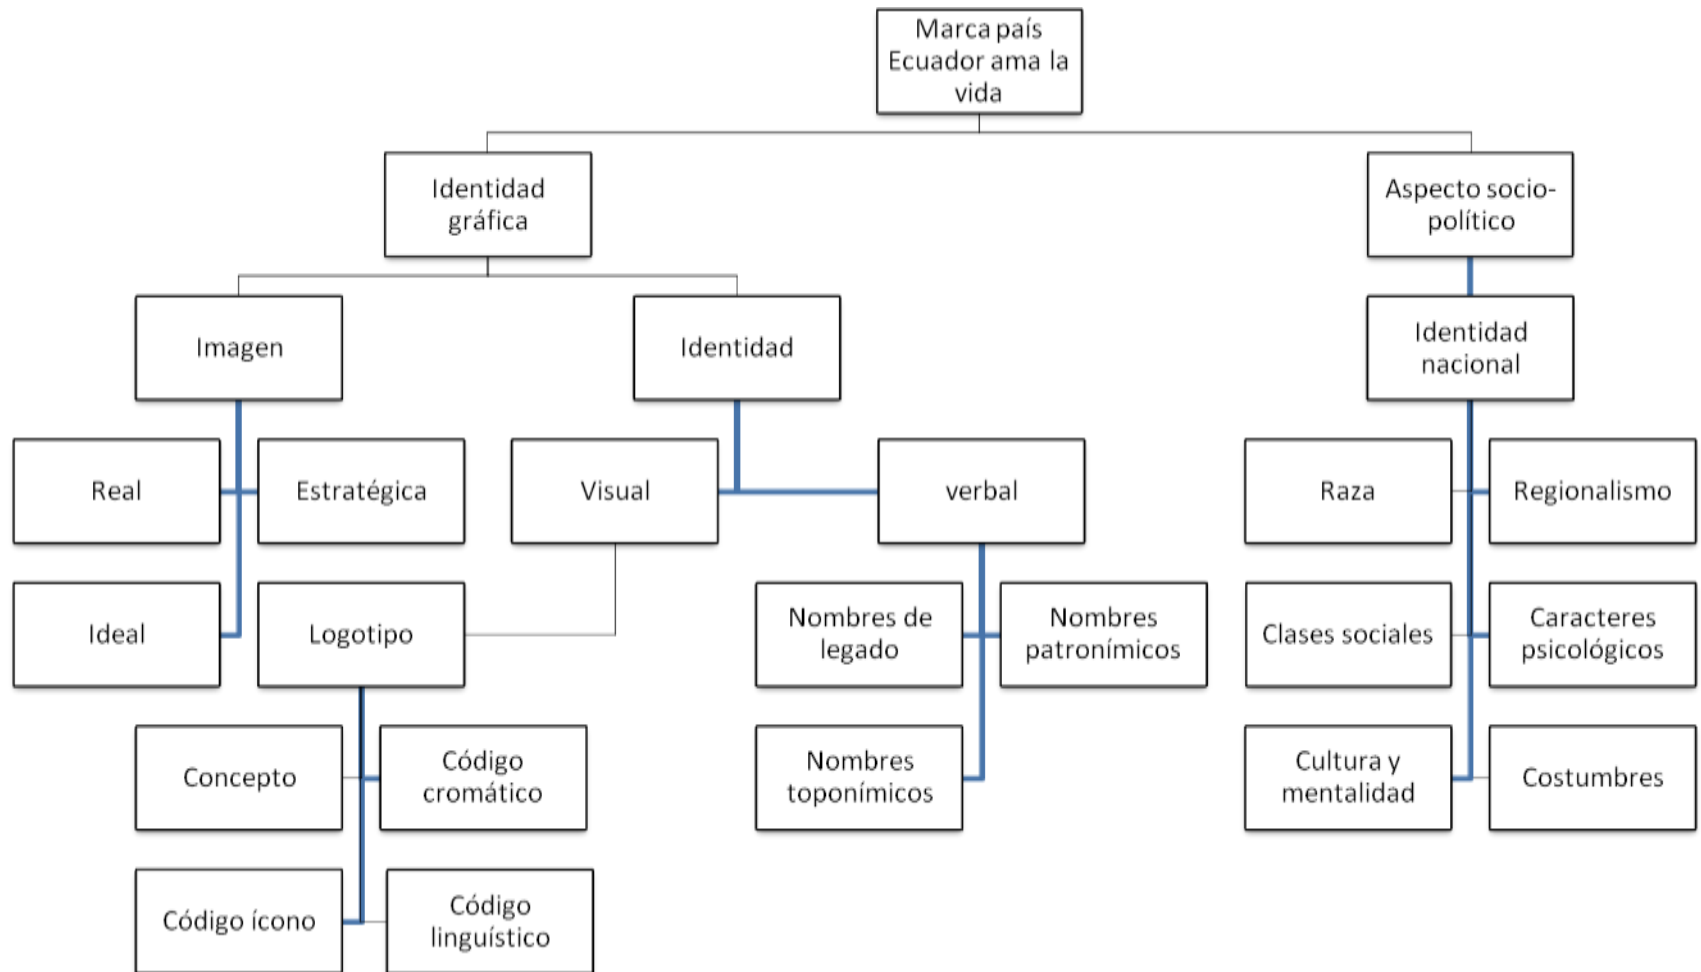 Marca país
Ecuador ama la
vida
Identidad
gráfica
Aspecto socio-
político
Imagen
Identidad
Identidad
nacional
Real
Estratégica
Visual
verbal
Raza
Regionalismo
Ideal
Logotipo
Nombres de
legado
Nombres
patronímicos
Clases sociales
Caracteres
psicológicos
Concepto
Código
cromático
Nombres
toponímicos
Cultura y
mentalidad
Costumbres
Código ícono
Código
linguístico